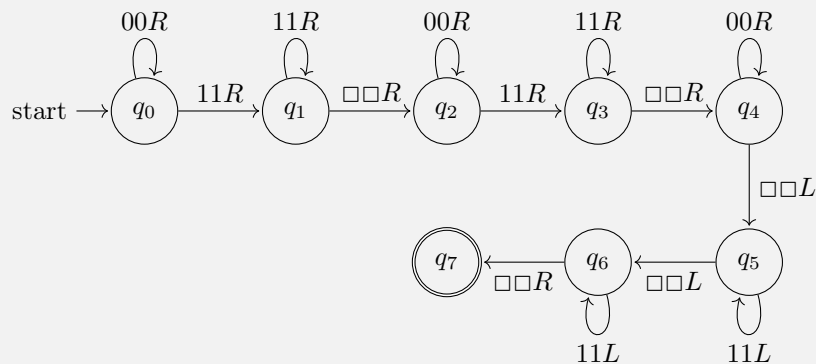 00R 11R 00R 11R 00R
start q0 11R q1 □□R q2 11R q3 □□R q4
□□L
q7 □□R q6 □□L q5
11L 11L